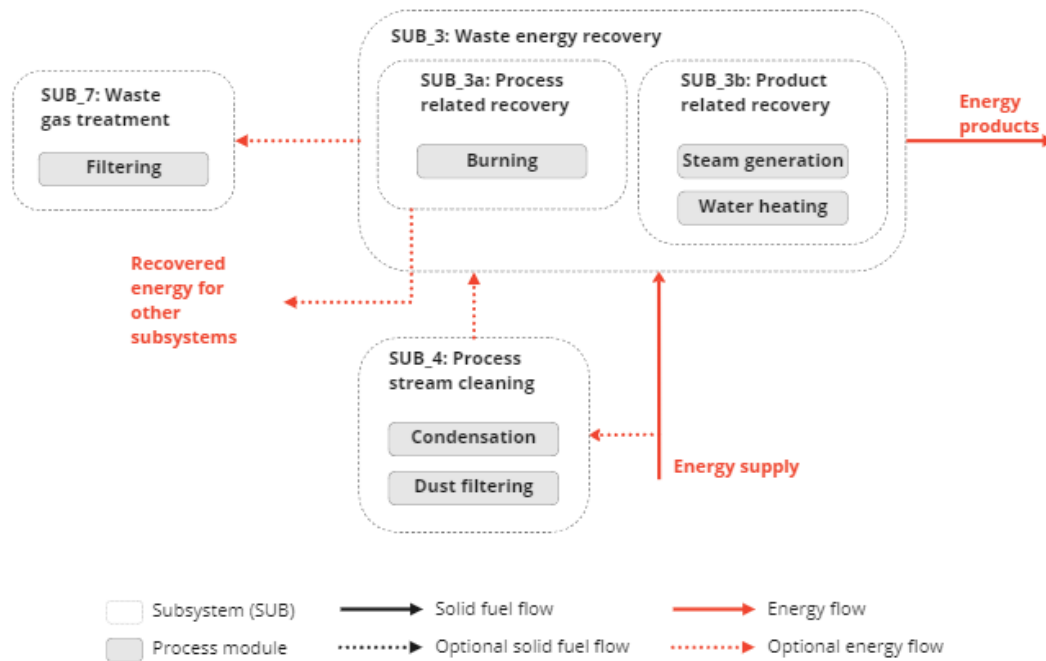 SUB_3: Waste energy recovery
SUB_7: Waste
gas treatment
Filtering
SUB_3a: Process
related recovery
Burning
SUB_3b: Product
related recovery
Steam generation
Water heating
Energy
products
Recovered
energy for
other
subsystems
SUB_4: Process
stream cleaning
Condensation
Dust filtering
Energy supply
Subsystem (SUB)
Solid fuel flow
Energy flow
Process module
Optional solid fuel flow
Optional energy flow